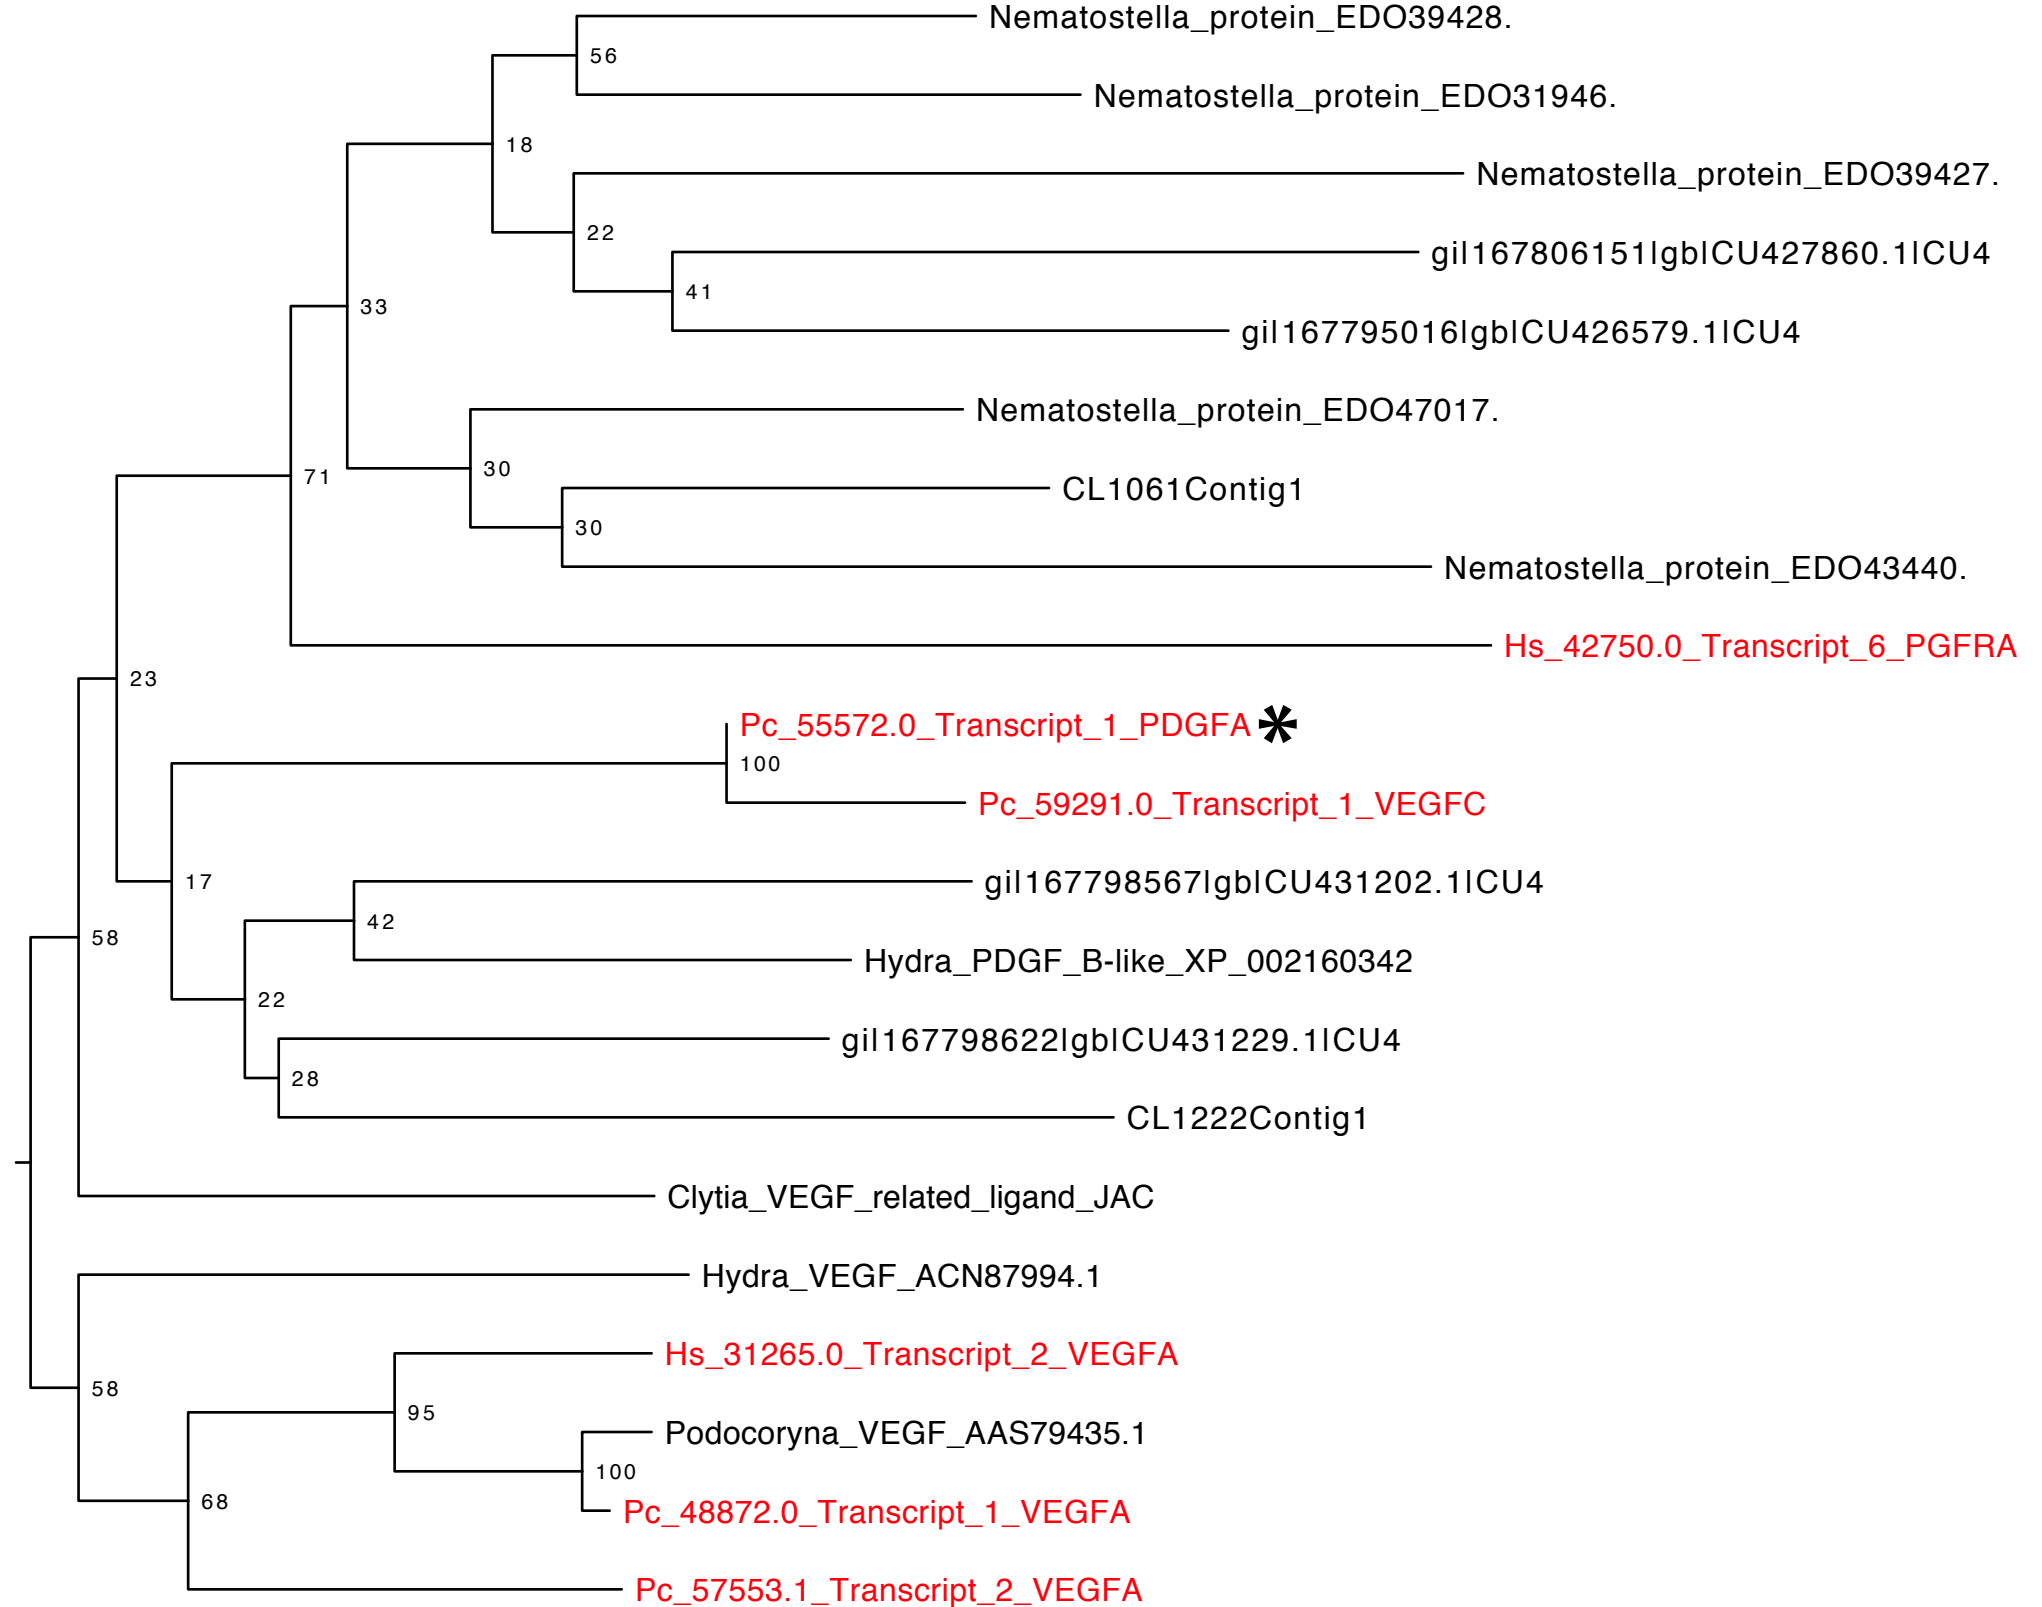 Nematostella_protein_EDO39428.
56
Nematostella_protein_EDO31946.
18
Nematostella_protein_EDO39427.
22
gi|167806151|gb|CU427860.1|CU4
41
33
gi|167795016|gb|CU426579.1|CU4
Nematostella_protein_EDO47017.
30
71
CL1061Contig1
30
Nematostella_protein_EDO43440.
Hs_42750.0_Transcript_6_PGFRA
23
Pc_55572.0_Transcript_1_PDGFA *
100
Pc_59291.0_Transcript_1_VEGFC
17
gi|167798567|gb|CU431202.1|CU4
42
58
Hydra_PDGF_B-like_XP_002160342
22
gi|167798622|gb|CU431229.1|CU4
28
CL1222Contig1
Clytia_VEGF_related_ligand_JAC
Hydra_VEGF_ACN87994.1
Hs_31265.0_Transcript_2_VEGFA
58
95
Podocoryna_VEGF_AAS79435.1
100
68
Pc_48872.0_Transcript_1_VEGFA
Pc_57553.1_Transcript_2_VEGFA